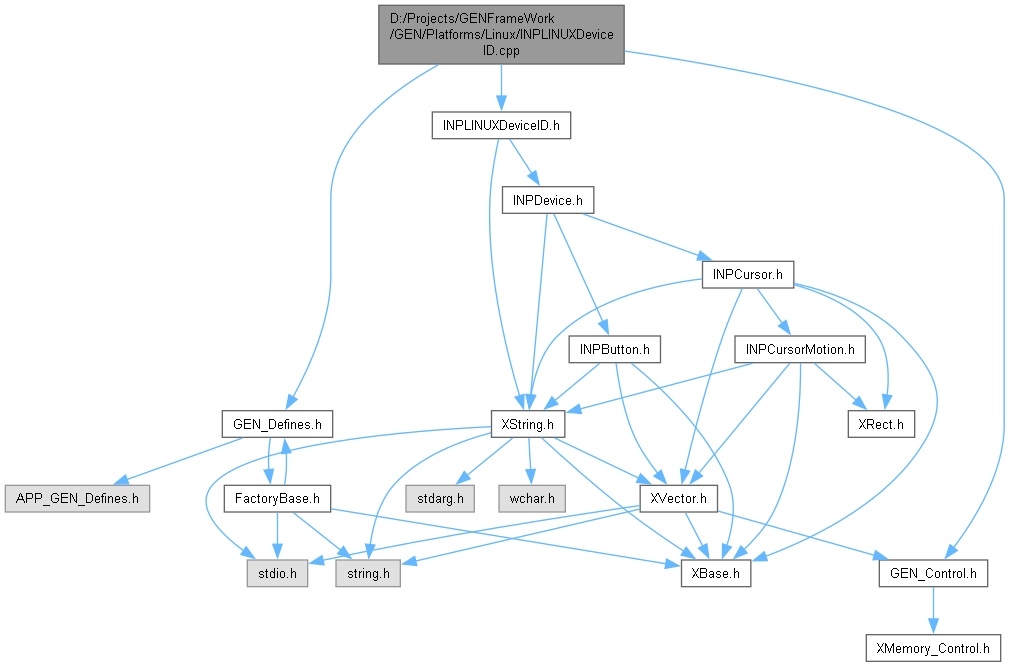 D:/Projects/GENFrameWork
/GEN/Platforms/Linux/INPLINUXDevice
ID.cpp
INPLINUXDeviceID.h
INPDevice.h
INPCursor.h
INPButton.h
INPCursorMotion.h
GEN_Defines.h
XString.h
XRect.h
APP_GEN_Defines.h
FactoryBase.h
stdarg.h
wchar.h
XVector.h
stdio.h
string.h
XBase.h
GEN_Control.h
XMemory_Control.h